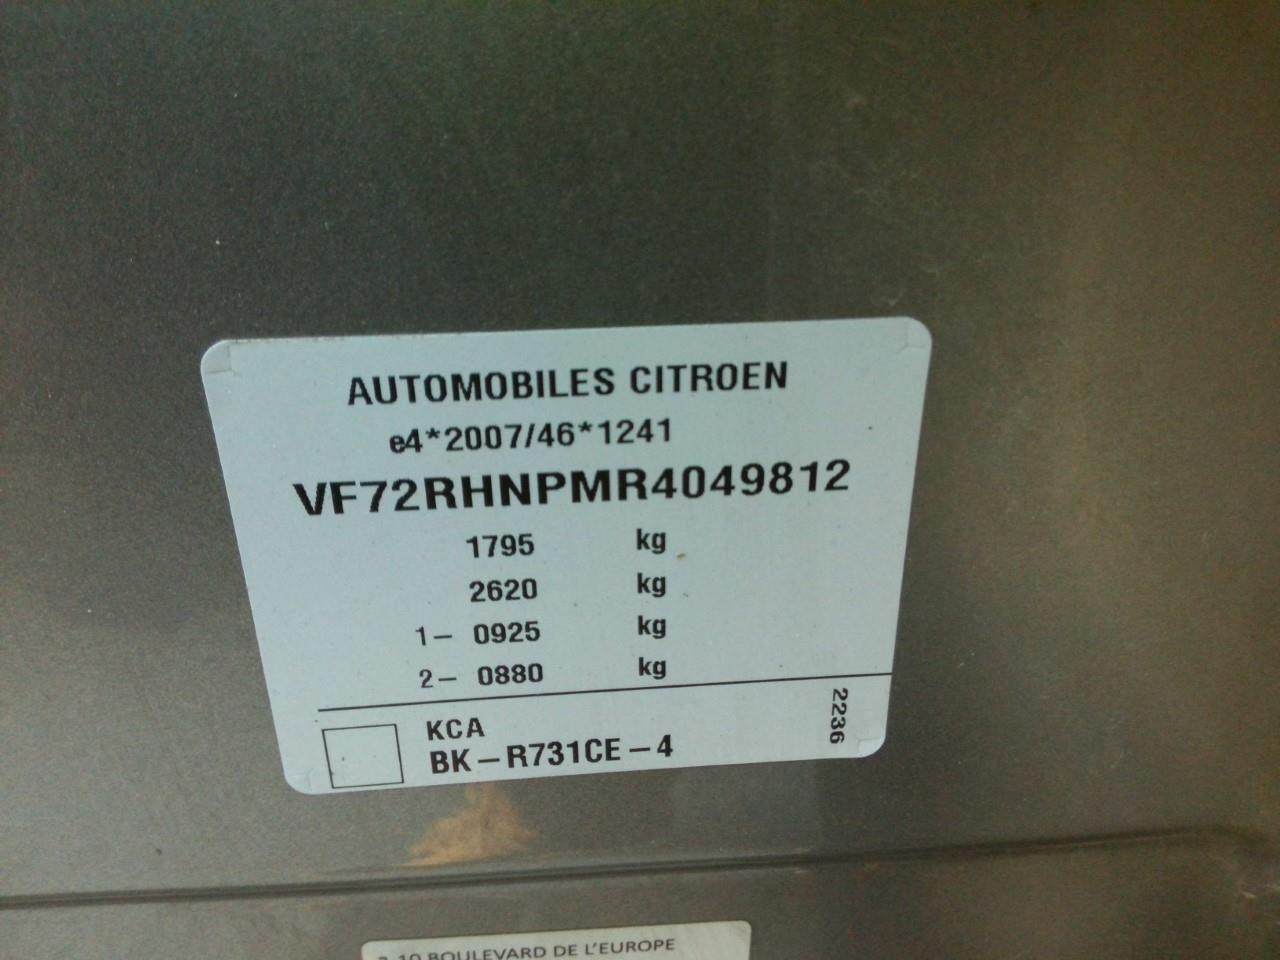 AUTOMOBILES CITROEN
e4*2007/46*1241
VF72RHNPMR4049812
1795 kg
2620 kg
1– 0925 kg
2– 0880 kg
KCA
BK–R731CE–4
2236
10 BOULEVARD DE L'EUROPE